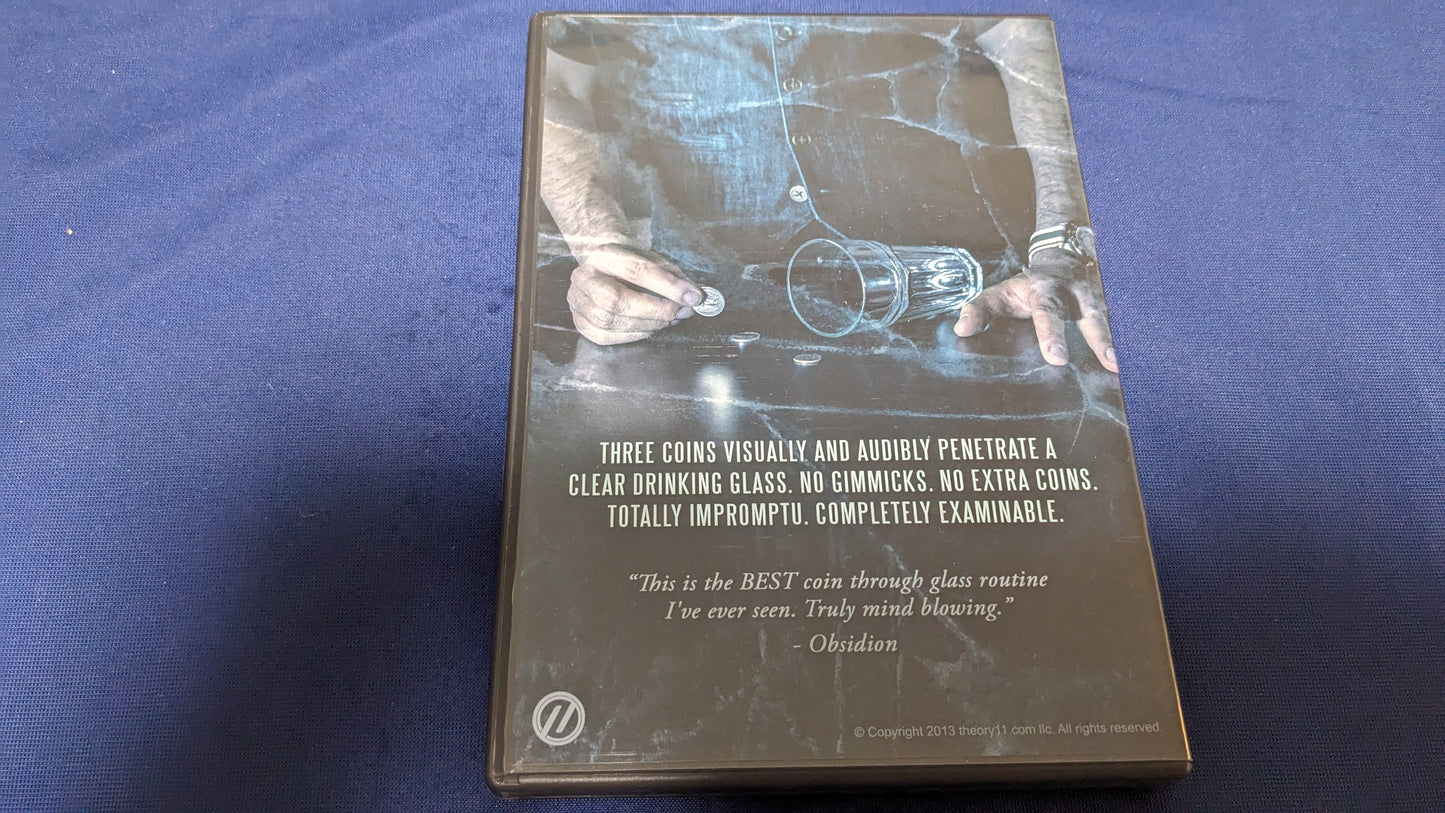 THREE COINS VISUALLY AND AUDIBLY PENETRATE A
CLEAR DRINKING GLASS. NO GIMMICKS. NO EXTRA COINS.
TOTALLY IMPROMPTU. COMPLETELY EXAMINABLE.
“This is the BEST coin through glass routine
I've ever seen. Truly mind blowing.”
- Obsidion
© Copyright 2013 theory11.com llc. All rights reserved.